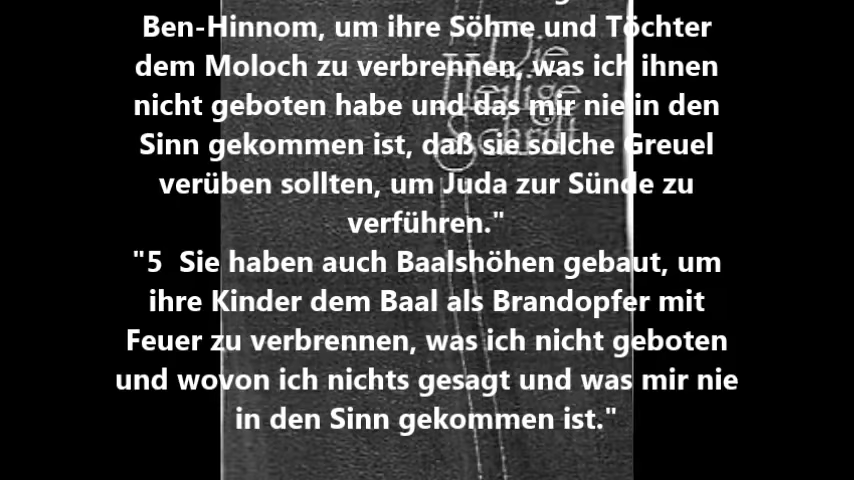 Ben-Hinnom, um ihre Söhne und Töchter
dem Moloch zu verbrennen, was ich ihnen
nicht geboten habe und das mir nie in den
Sinn gekommen ist, daß sie solche Greuel
verüben sollten, um Juda zur Sünde zu
verführen."
"5  Sie haben auch Baalshöhen gebaut, um
ihre Kinder dem Baal als Brandopfer mit
Feuer zu verbrennen, was ich nicht geboten
und wovon ich nichts gesagt und was mir nie
in den Sinn gekommen ist."
Die
Heilige
Schrift